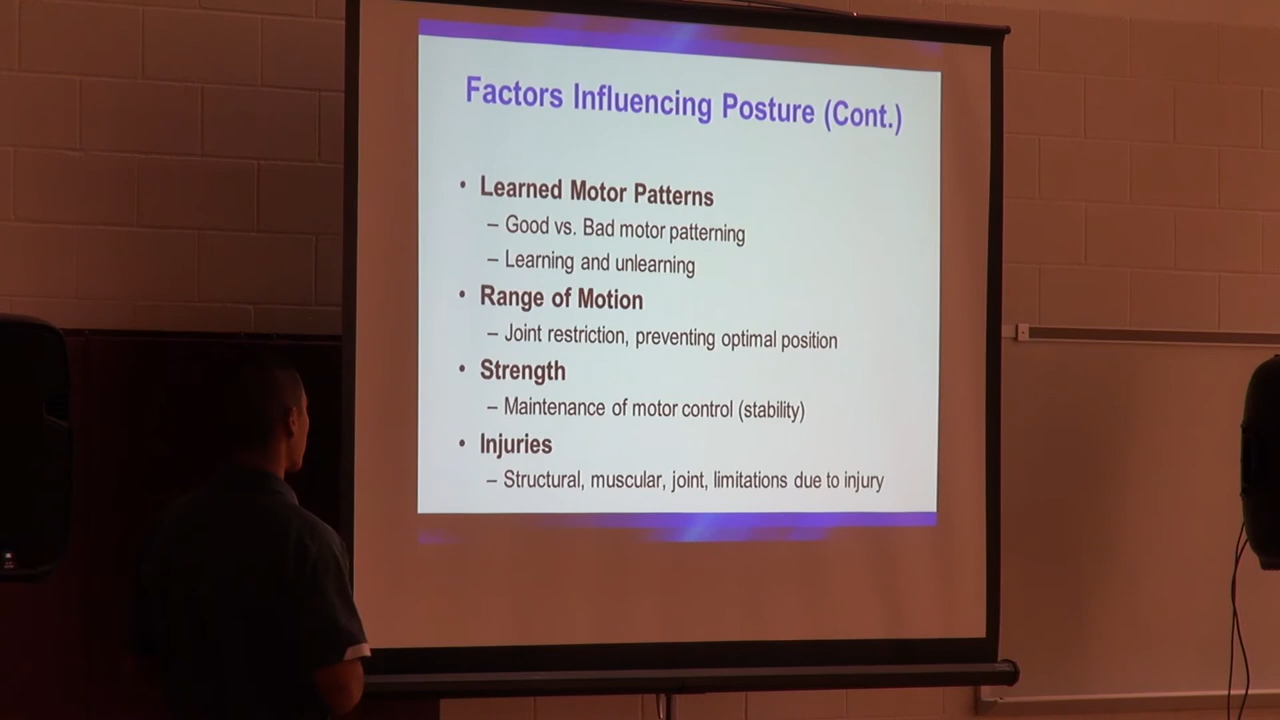 Factors Influencing Posture (Cont.)
• Learned Motor Patterns
– Good vs. Bad motor patterning
– Learning and unlearning
• Range of Motion
– Joint restriction, preventing optimal position
• Strength
– Maintenance of motor control (stability)
• Injuries
– Structural, muscular, joint, limitations due to injury